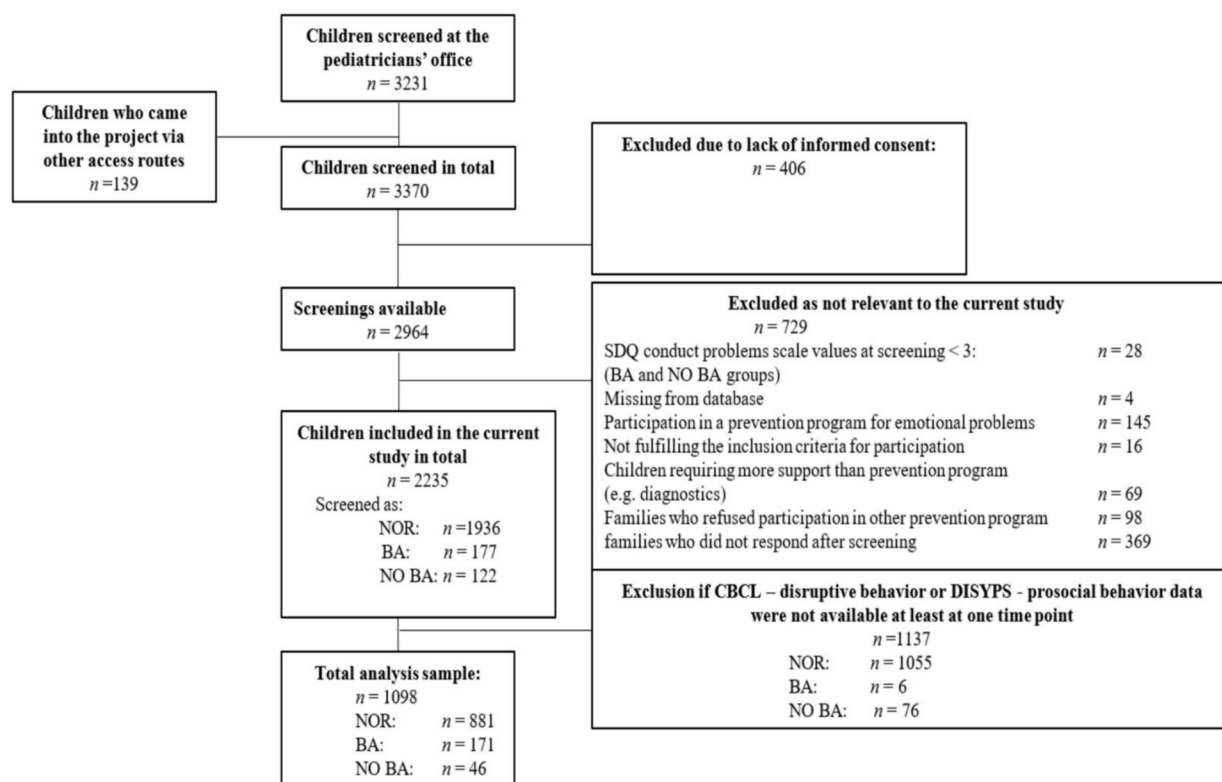 Children screened at the
pediatricians’ office
n = 3231
Children who came
into the project via
other access routes
n =139
Children screened in total
n = 3370
Excluded due to lack of informed consent:
n = 406
Screenings available
n = 2964
Excluded as not relevant to the current study
n = 729
SDQ conduct problems scale values at screening < 3: n = 28
(BA and NO BA groups)
Missing from database n = 4
Participation in a prevention program for emotional problems n = 145
Not fulfilling the inclusion criteria for participation n = 16
Children requiring more support than prevention program
(e.g. diagnostics) n = 69
Families who refused participation in other prevention program n = 98
families who did not respond after screening n = 369
Children included in the current
study in total
n = 2235
Screened as:
NOR: n =1936
BA: n = 177
NO BA: n = 122
Exclusion if CBCL – disruptive behavior or DISYPS - prosocial behavior data
were not available at least at one time point
n =1137
NOR: n = 1055
BA: n = 6
NO BA: n = 76
Total analysis sample:
n = 1098
NOR: n = 881
BA: n = 171
NO BA: n = 46